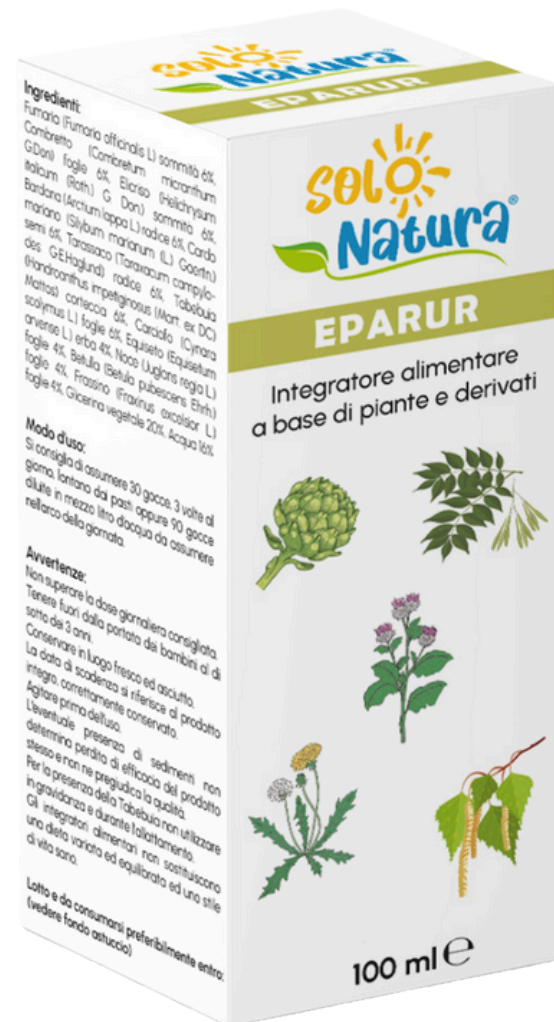 SOLO
Natura®
EPARUR
SOLO
Natura®
EPARUR
Integratore alimentare
a base di piante e derivati
100 ml ℮
Ingredienti:
Fumaria (Fumaria officinalis L.) sommità 6%,
Combreto (Combretum micranthum
G.Don) foglie 6%, Elicriso (Helichrysum
italicum (Roth.) G. Don) sommità 6%,
Bardana (Arctium lappa L.) radice 6%, Cardo
mariano (Silybum marianum (L.) Gaertn.)
semi 6%, Tarassaco (Taraxacum campylo-
des G.E.Haglund) radice 6%, Tabebuia
(Handroanthus impetiginosus (Mart. ex DC.)
Mattos) corteccia 6%, Carciofo (Cynara
scolymus L.) foglie 6%, Equiseto (Equisetum
arvense L.) erba 4%, Noce (Juglans regia L.)
foglie 4%, Betulla (Betula pubescens Ehrh.)
foglie 4%, Frassino (Fraxinus excelsior L.)
foglie 4%, Glicerina vegetale 20%, Acqua 16%
Modo d'uso:
Si consiglia di assumere 30 gocce, 3 volte al
giorno, lontano dai pasti oppure 90 gocce
diluite in mezzo litro d'acqua da assumere
nell'arco della giornata.
Avvertenze:
Non superare la dose giornaliera consigliata.
Tenere fuori dalla portata dei bambini al di
sotto dei 3 anni.
Conservare in luogo fresco ed asciutto.
La data di scadenza si riferisce al prodotto
integro, correttamente conservato.
Agitare prima dell'uso.
L'eventuale presenza di sedimenti non
determina perdita di efficacia del prodotto
stesso e non ne pregiudica la qualità.
Per la presenza della Tabebuia non utilizzare
in gravidanza e durante l'allattamento.
Gli integratori alimentari non sostituiscono
una dieta variata ed equilibrata ed uno stile
di vita sano.
Lotto e da consumarsi preferibilmente entro:
(vedere fondo astuccio)